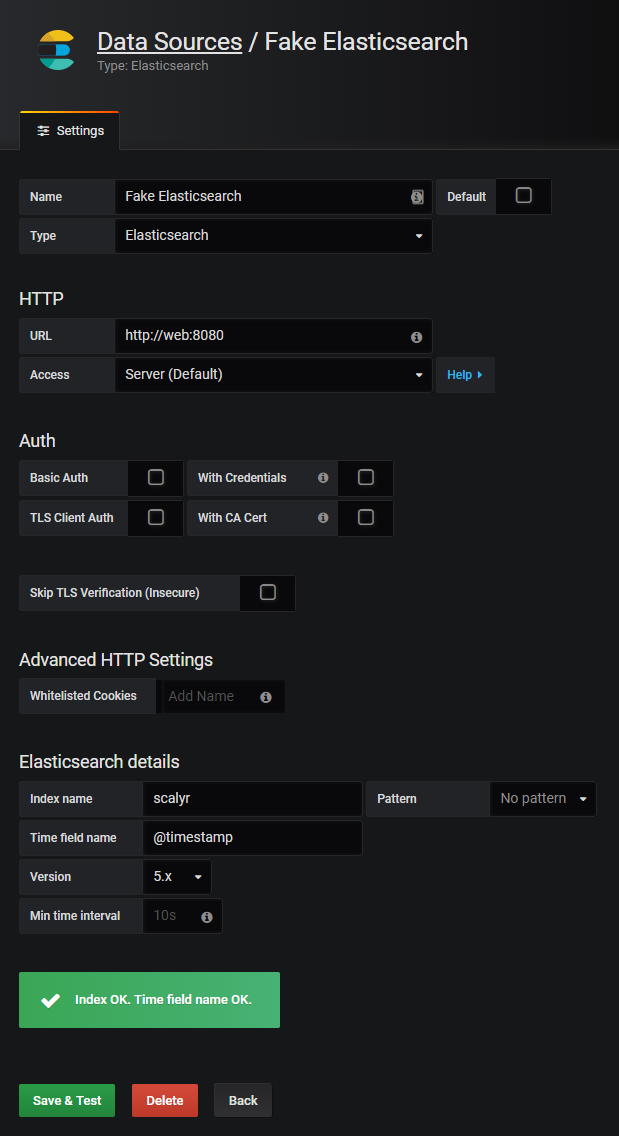 Data Sources / Fake Elasticsearch
Type: Elasticsearch
Settings
Name Fake Elasticsearch Default
Type Elasticsearch
HTTP
URL http://web:8080
Access Server (Default) Help
Auth
Basic Auth With Credentials
TLS Client Auth With CA Cert
Skip TLS Verification (Insecure)
Advanced HTTP Settings
Whitelisted Cookies Add Name
Elasticsearch details
Index name scalyr Pattern No pattern
Time field name @timestamp
Version 5.x
Min time interval 10s
Index OK. Time field name OK.
Save & Test Delete Back